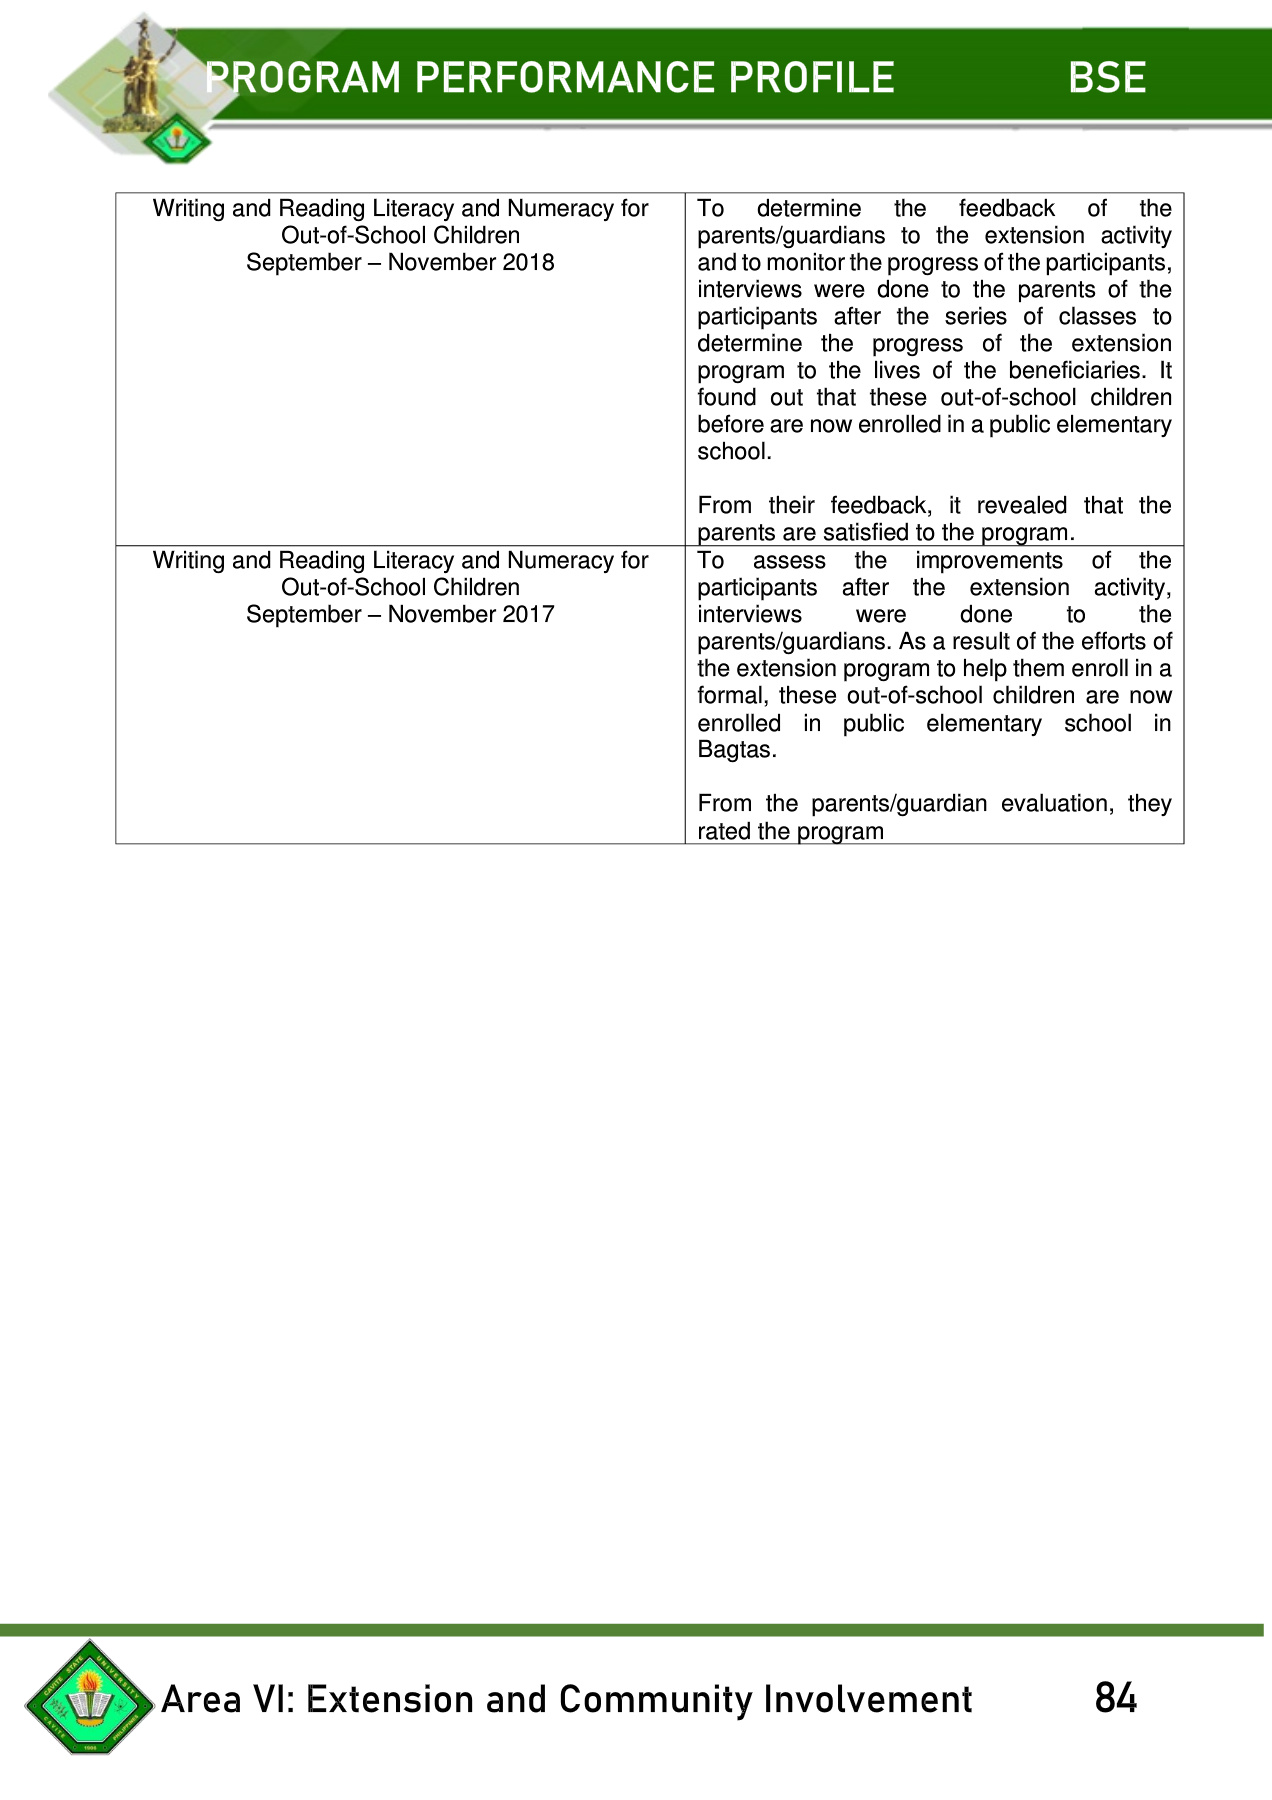 PROGRAM PERFORMANCE PROFILE BSE
Writing and Reading Literacy and Numeracy for
Out-of-School Children
September – November 2018
To determine the feedback of the
parents/guardians to the extension activity
and to monitor the progress of the participants,
interviews were done to the parents of the
participants after the series of classes to
determine the progress of the extension
program to the lives of the beneficiaries. It
found out that these out-of-school children
before are now enrolled in a public elementary
school.
From their feedback, it revealed that the
parents are satisfied to the program.
Writing and Reading Literacy and Numeracy for
Out-of-School Children
September – November 2017
To assess the improvements of the
participants after the extension activity,
interviews were done to the
parents/guardians. As a result of the efforts of
the extension program to help them enroll in a
formal, these out-of-school children are now
enrolled in public elementary school in
Bagtas.
From the parents/guardian evaluation, they
rated the program
CAVITE STATE UNIVERSITY
CAVITE PHILIPPINES
1906
Area VI: Extension and Community Involvement 84